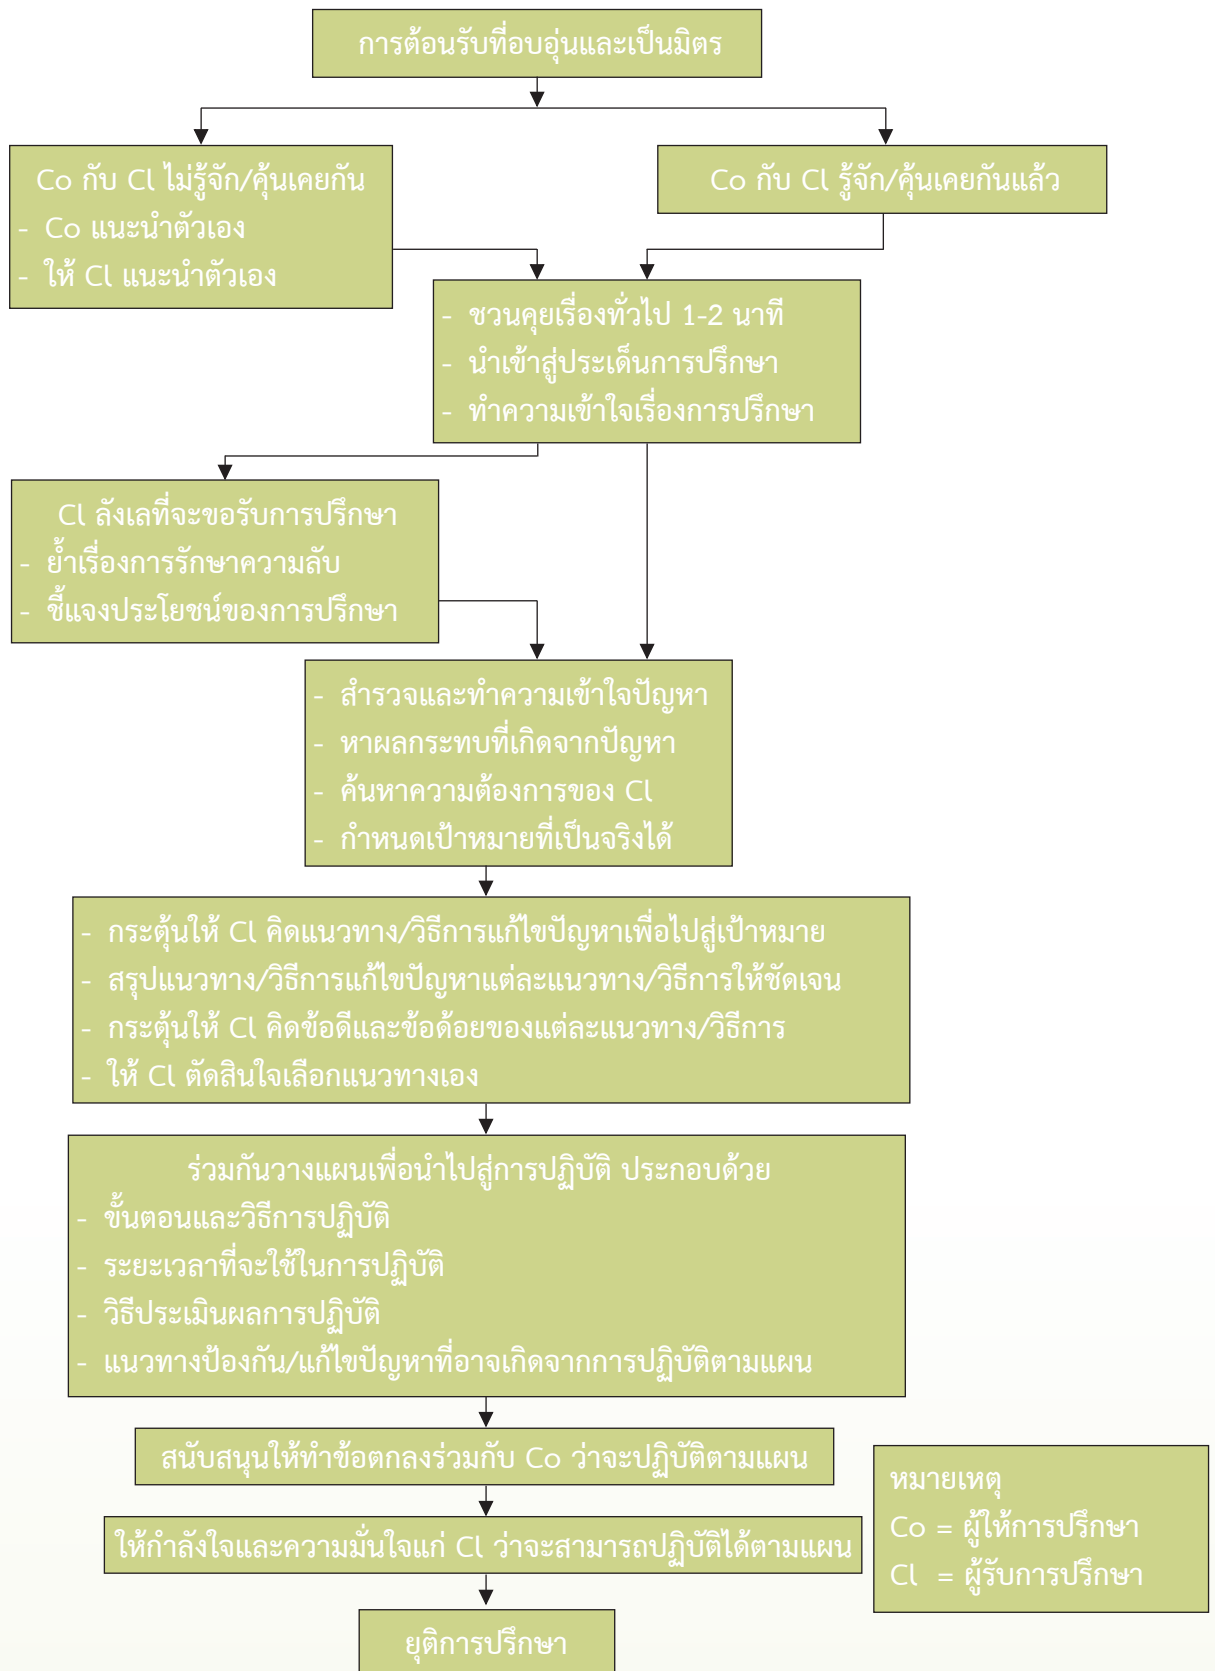 การต้อนรับที่อบอุ่นและเป็นมิตร
Co กับ Cl ไม่รู้จัก/คุ้นเคยกัน
- Co แนะนำตัวเอง
- ให้ Cl แนะนำตัวเอง
Co กับ Cl รู้จัก/คุ้นเคยกันแล้ว
- ชวนคุยเรื่องทั่วไป 1-2 นาที
- นำเข้าสู่ประเด็นการปรึกษา
- ทำความเข้าใจเรื่องการปรึกษา
Cl ลังเลที่จะขอรับการปรึกษา
- ย้ำเรื่องการรักษาความลับ
- ชี้แจงประโยชน์ของการปรึกษา
- สำรวจและทำความเข้าใจปัญหา
- หาผลกระทบที่เกิดจากปัญหา
- ค้นหาความต้องการของ Cl
- กำหนดเป้าหมายที่เป็นจริงได้
- กระตุ้นให้ Cl คิดแนวทาง/วิธีการแก้ไขปัญหาเพื่อไปสู่เป้าหมาย
- สรุปแนวทาง/วิธีการแก้ไขปัญหาแต่ละแนวทาง/วิธีการให้ชัดเจน
- กระตุ้นให้ Cl คิดข้อดีและข้อด้อยของแต่ละแนวทาง/วิธีการ
- ให้ Cl ตัดสินใจเลือกแนวทางเอง
ร่วมกันวางแผนเพื่อนำไปสู่การปฏิบัติ ประกอบด้วย
- ขั้นตอนและวิธีการปฏิบัติ
- ระยะเวลาที่จะใช้ในการปฏิบัติ
- วิธีประเมินผลการปฏิบัติ
- แนวทางป้องกัน/แก้ไขปัญหาที่อาจเกิดจากการปฏิบัติตามแผน
สนับสนุนให้ทำข้อตกลงร่วมกับ Co ว่าจะปฏิบัติตามแผน
ให้กำลังใจและความมั่นใจแก่ Cl ว่าจะสามารถปฏิบัติได้ตามแผน
ยุติการปรึกษา
หมายเหตุ
Co = ผู้ให้การปรึกษา
Cl = ผู้รับการปรึกษา